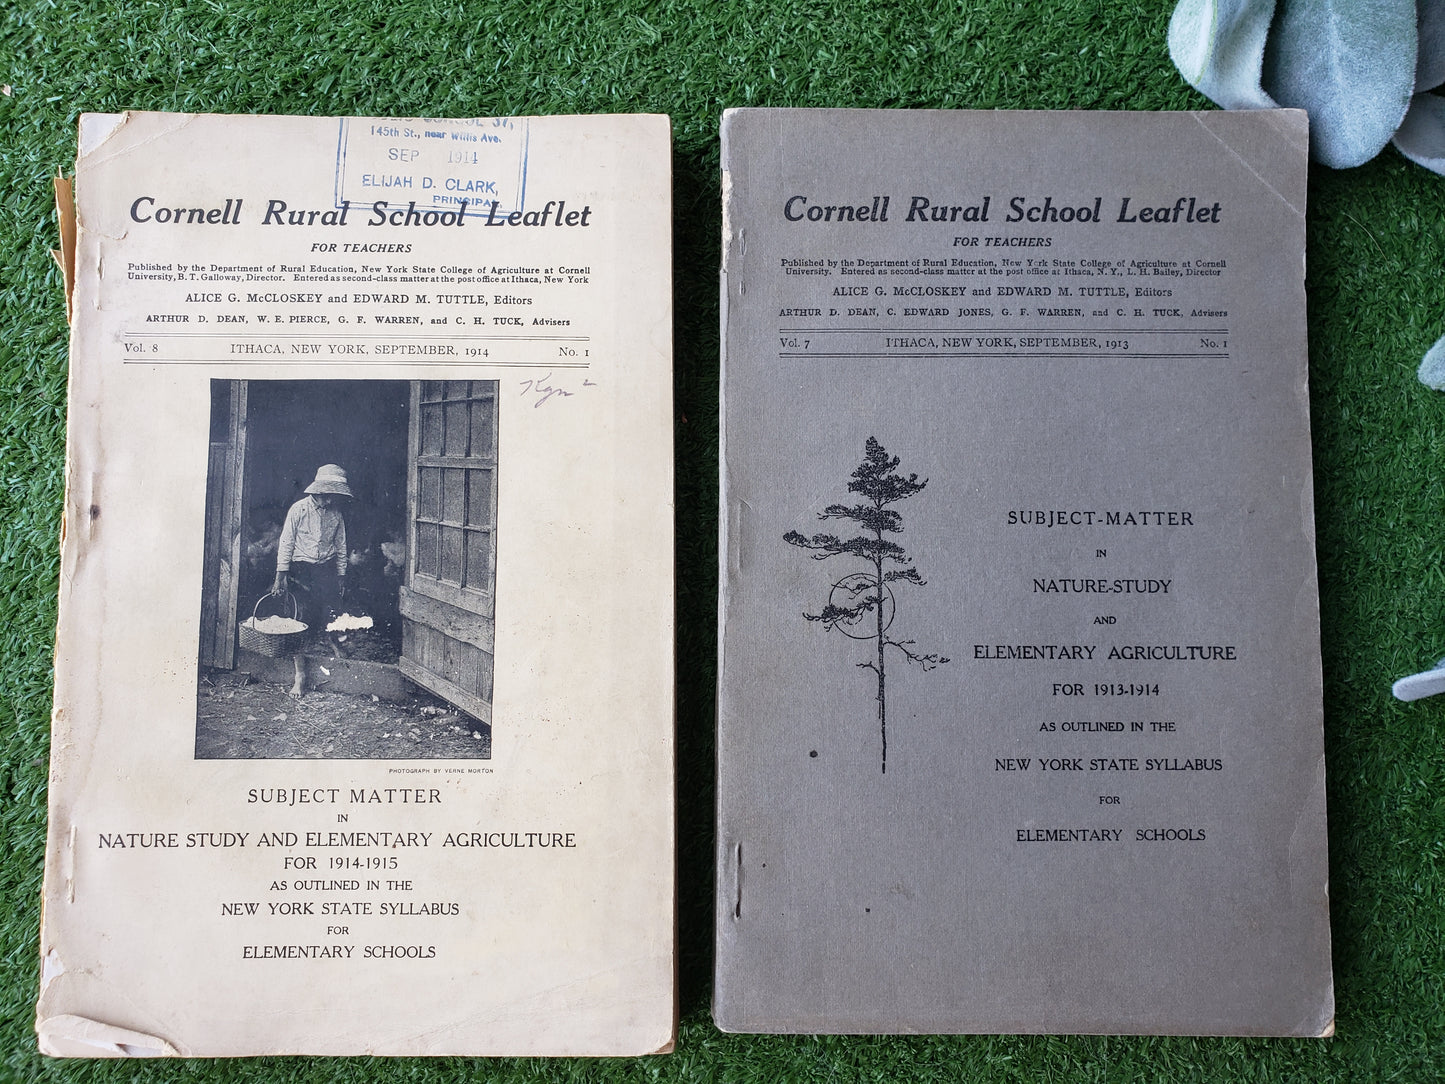 145th St., near Willis Ave.
SEP 1914
ELIJAH D. CLARK,
PRINCIPAL.
Cornell Rural School Leaflet
FOR TEACHERS
Published by the Department of Rural Education, New York State College of Agriculture at Cornell
University, B. T. Galloway, Director. Entered as second-class matter at the post office at Ithaca, New York
ALICE G. McCLOSKEY and EDWARD M. TUTTLE, Editors
ARTHUR D. DEAN, W. E. PIERCE, G. F. WARREN, and C. H. TUCK, Advisers
Vol. 8 ITHACA, NEW YORK, SEPTEMBER, 1914 No. 1
PHOTOGRAPH BY VERNE MORTON
SUBJECT MATTER
IN
NATURE STUDY AND ELEMENTARY AGRICULTURE
FOR 1914-1915
AS OUTLINED IN THE
NEW YORK STATE SYLLABUS
FOR
ELEMENTARY SCHOOLS
Cornell Rural School Leaflet
FOR TEACHERS
Published by the Department of Rural Education, New York State College of Agriculture at Cornell
University. Entered as second-class matter at the post office at Ithaca, N. Y., L. H. Bailey, Director
ALICE G. McCLOSKEY and EDWARD M. TUTTLE, Editors
ARTHUR D. DEAN, C. EDWARD JONES, G. F. WARREN, and C. H. TUCK, Advisers
Vol. 7 ITHACA, NEW YORK, SEPTEMBER, 1913 No. 1
SUBJECT-MATTER
IN
NATURE-STUDY
AND
ELEMENTARY AGRICULTURE
FOR 1913-1914
AS OUTLINED IN THE
NEW YORK STATE SYLLABUS
FOR
ELEMENTARY SCHOOLS